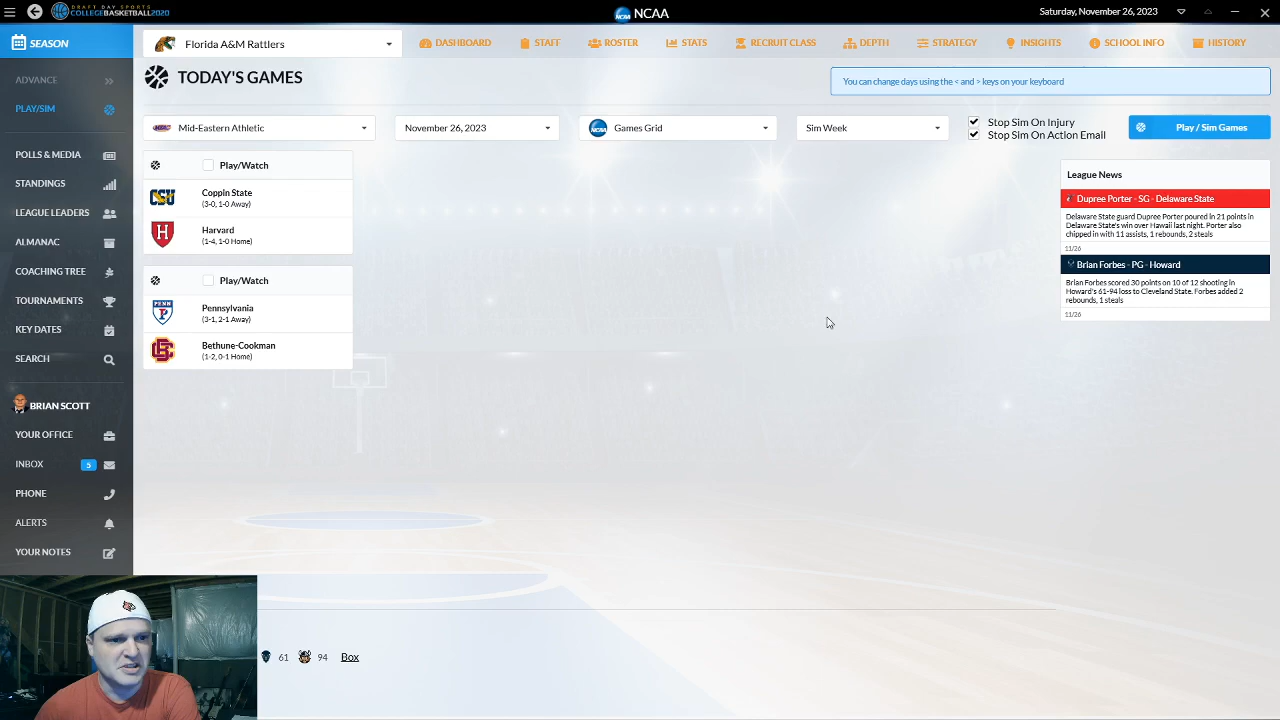 DRAFT DAY SPORTS
COLLEGEBASKETBALL2020
NCAA
Saturday, November 26, 2023
SEASON
Florida A&M Rattlers
DASHBOARD
STAFF
ROSTER
STATS
RECRUIT CLASS
DEPTH
STRATEGY
INSIGHTS
SCHOOL INFO
HISTORY
ADVANCE
PLAY/SIM
POLLS & MEDIA
STANDINGS
LEAGUE LEADERS
ALMANAC
COACHING TREE
TOURNAMENTS
KEY DATES
SEARCH
BRIAN SCOTT
YOUR OFFICE
INBOX 5
PHONE
ALERTS
YOUR NOTES
TODAY'S GAMES
You can change days using the < and > keys on your keyboard
Mid-Eastern Athletic
November 26, 2023
Games Grid
Sim Week
Stop Sim On Injury
Stop Sim On Action Email
Play / Sim Games
Play/Watch
Coppin State
(3-0, 1-0 Away)
Harvard
(1-4, 1-0 Home)
Play/Watch
Pennsylvania
(3-1, 2-1 Away)
Bethune-Cookman
(1-2, 0-1 Home)
League News
Dupree Porter - SG - Delaware State
Delaware State guard Dupree Porter poured in 21 points in
Delaware State's win over Hawaii last night. Porter also
chipped in with 11 assists, 1 rebounds, 2 steals
11/26
Brian Forbes - PG - Howard
Brian Forbes scored 30 points on 10 of 12 shooting in
Howard's 61-94 loss to Cleveland State. Forbes added 2
rebounds, 1 steals
11/26
61 94 Box